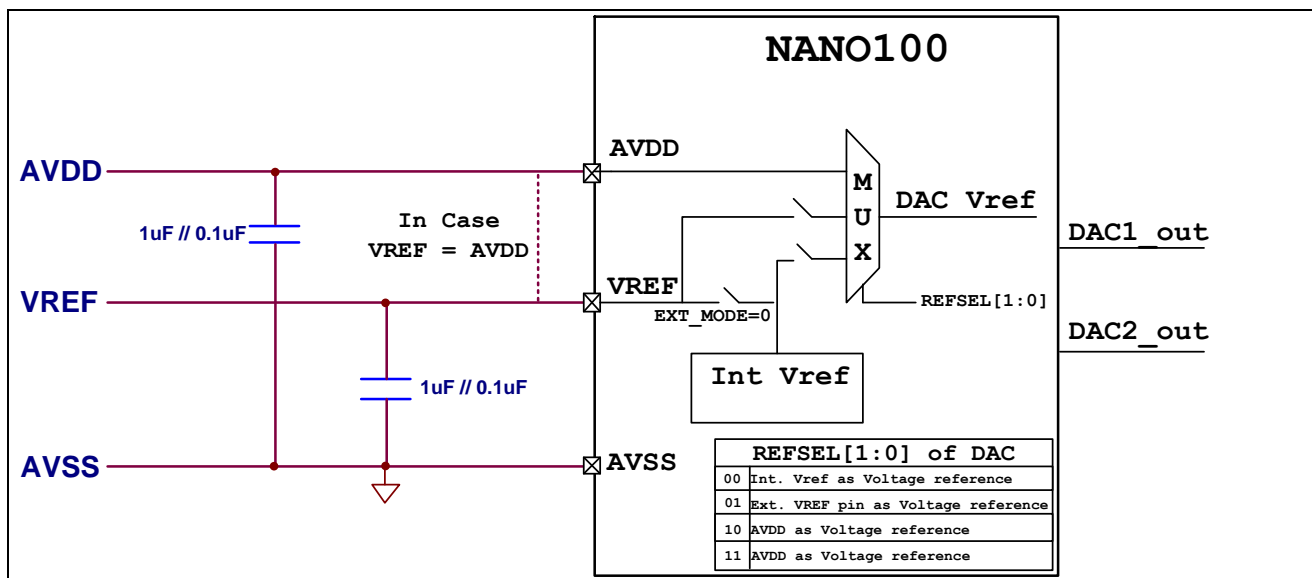 NANO100
AVDD
AVDD
1uF // 0.1uF
In Case
VREF = AVDD
M
U
X
DAC Vref
DAC1_out
VREF
VREF
EXT_MODE=0
REFSEL[1:0]
DAC2_out
1uF // 0.1uF
Int Vref
AVSS
AVSS
REFSEL[1:0] of DAC
00 Int. Vref as Voltage reference
01 Ext. VREF pin as Voltage reference
10 AVDD as Voltage reference
11 AVDD as Voltage reference